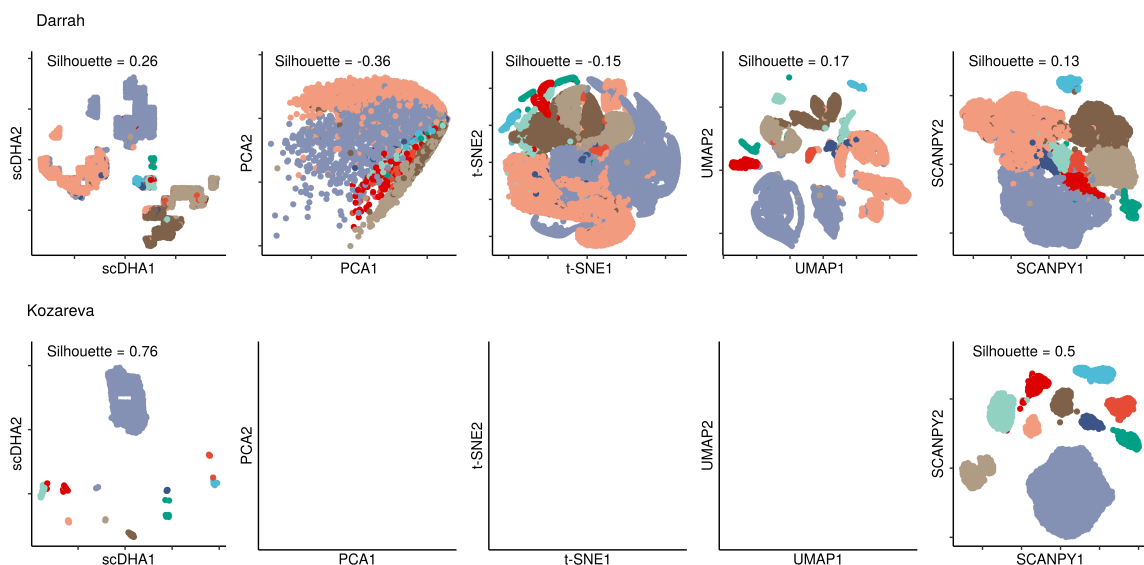 Darrah
Silhouette = 0.26
Silhouette = -0.36
Silhouette = -0.15
Silhouette = 0.17
Silhouette = 0.13
scDHA2
PCA2
t-SNE2
UMAP2
SCANPY2
scDHA1
PCA1
t-SNE1
UMAP1
SCANPY1
Kozareva
Silhouette = 0.76
Silhouette = 0.5
scDHA2
PCA2
t-SNE2
UMAP2
SCANPY2
scDHA1
PCA1
t-SNE1
UMAP1
SCANPY1